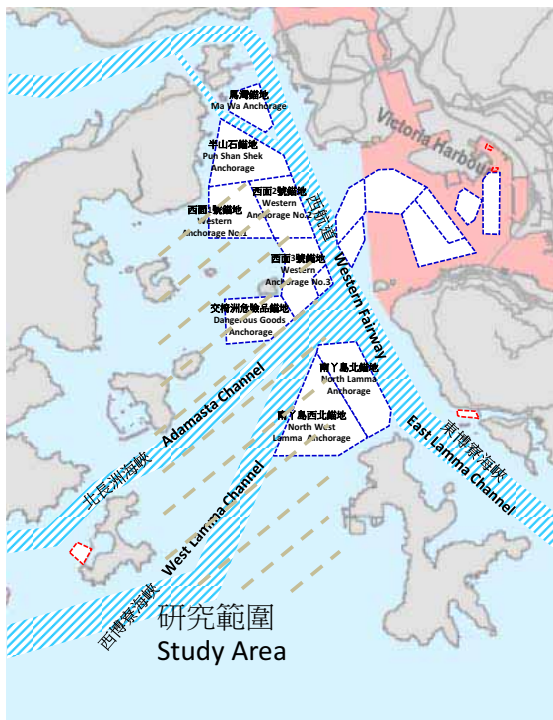 馬灣錨地
Ma Wa Anchorage
半山石錨地
Pun Shan Shek
Anchorage
西面2號錨地
Western
Anchorage No.2
西面1號錨地
Western
Anchorage No.1
西面3號錨地
Western
Anchorage No.3
交椅洲危險品錨地
Dangerous Goods
Anchorage
Victoria Harbour
西航道
Western Fairway
南丫島北錨地
North Lamma
Anchorage
南丫島西北錨地
North West
Lamma Anchorage
北長洲海峽
Adamasta Channel
西博寮海峽
West Lamma Channel
東博寮海峽
East Lamma Channel
研究範圍
Study Area